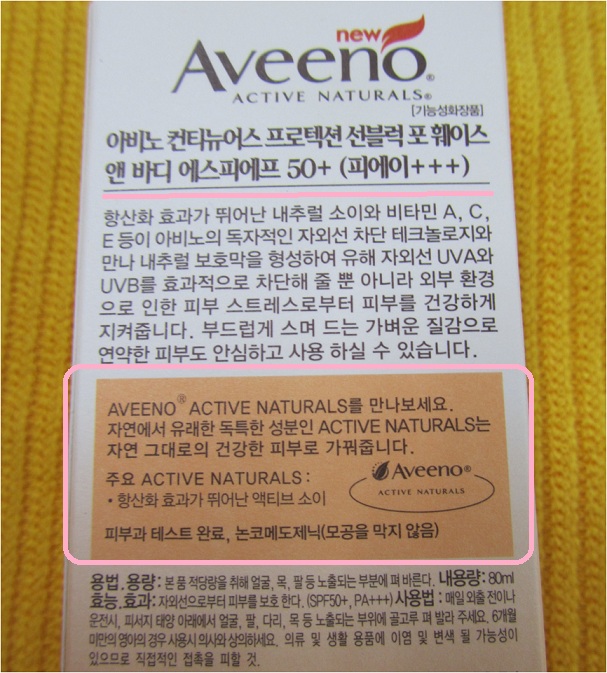 new
Aveeno®
ACTIVE NATURALS®
[기능성화장품]
아비노 컨티뉴어스 프로텍션 선블럭 포 훼이스
앤 바디 에스피에프 50+ (피에이+++)
항산화 효과가 뛰어난 내추럴 소이와 비타민 A, C,
E 등이 아비노의 독자적인 자외선 차단 테크놀로지와
만나 내추럴 보호막을 형성하여 유해 자외선 UVA와
UVB를 효과적으로 차단해 줄 뿐 아니라 외부 환경
으로 인한 피부 스트레스로부터 피부를 건강하게
지켜줍니다. 부드럽게 스며 드는 가벼운 질감으로
연약한 피부도 안심하고 사용 하실 수 있습니다.
AVEENO® ACTIVE NATURALS를 만나보세요.
자연에서 유래한 독특한 성분인 ACTIVE NATURALS는
자연 그대로의 건강한 피부로 가꿔줍니다.
주요 ACTIVE NATURALS :
• 항산화 효과가 뛰어난 액티브 소이
Aveeno®
ACTIVE NATURALS
피부과 테스트 완료, 논코메도제닉(모공을 막지 않음)
용법.용량: 본 품 적당량을 취해 얼굴, 목, 팔 등 노출되는 부분에 펴 바른다. 내용량: 80ml
효능.효과: 자외선으로부터 피부를 보호 한다. (SPF50+, PA+++) 사용법 : 매일 외출 전이나
운전시, 피서지 태양 아래에서 얼굴, 팔, 다리, 목 등 노출되는 부위에 골고루 펴 발라 주세요. 6개월
미만의 영아의 경우 사용시 의사와 상의하세요. 의류 및 생활 용품에 이염 및 변색 될 가능성이
있으므로 직접적인 접촉을 피할 것.